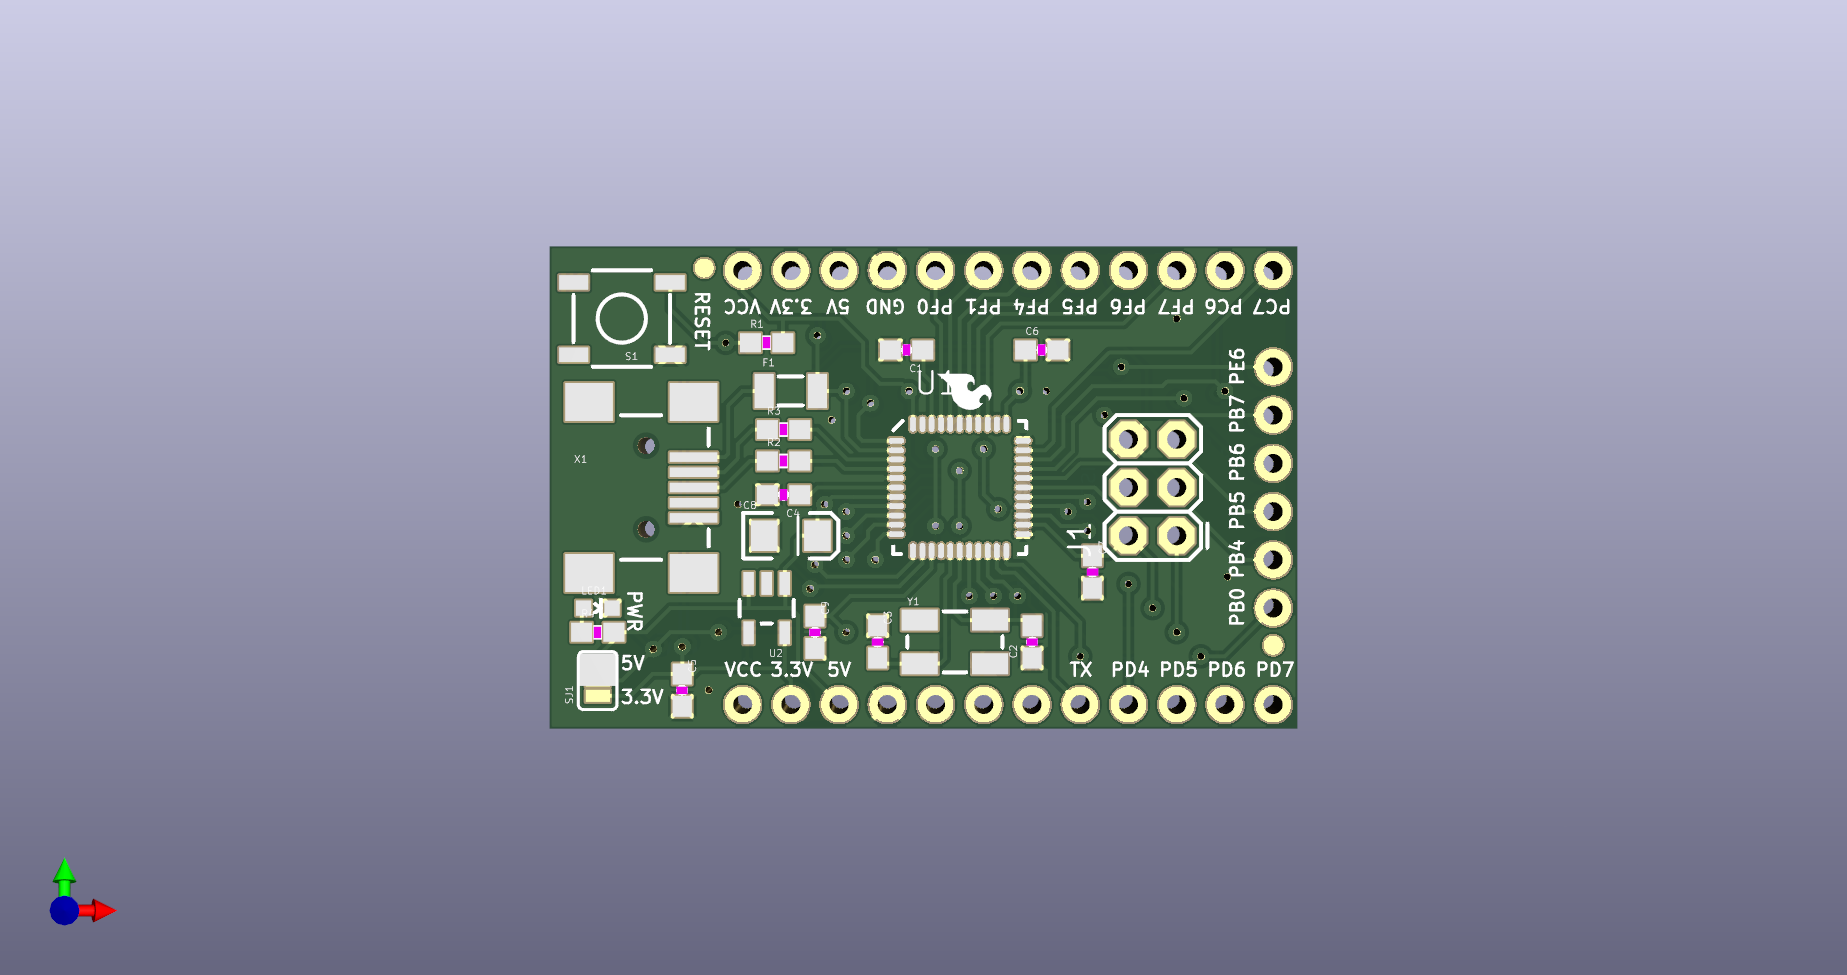 VCC 3.3V 5V GND PF0 PF1 PF4 PF5 PF6 PF7 PC6 PC7
RESET
R1
S1
F1
C1
C6
U1
R3
R2
X1
C8
C4
J1
PE6
PB7
PB6
PB5
PB4
PB0
LED1
PWR
Y1
U2
C2
5V
3.3V
SJ1
VCC 3.3V 5V
TX PD4 PD5 PD6 PD7